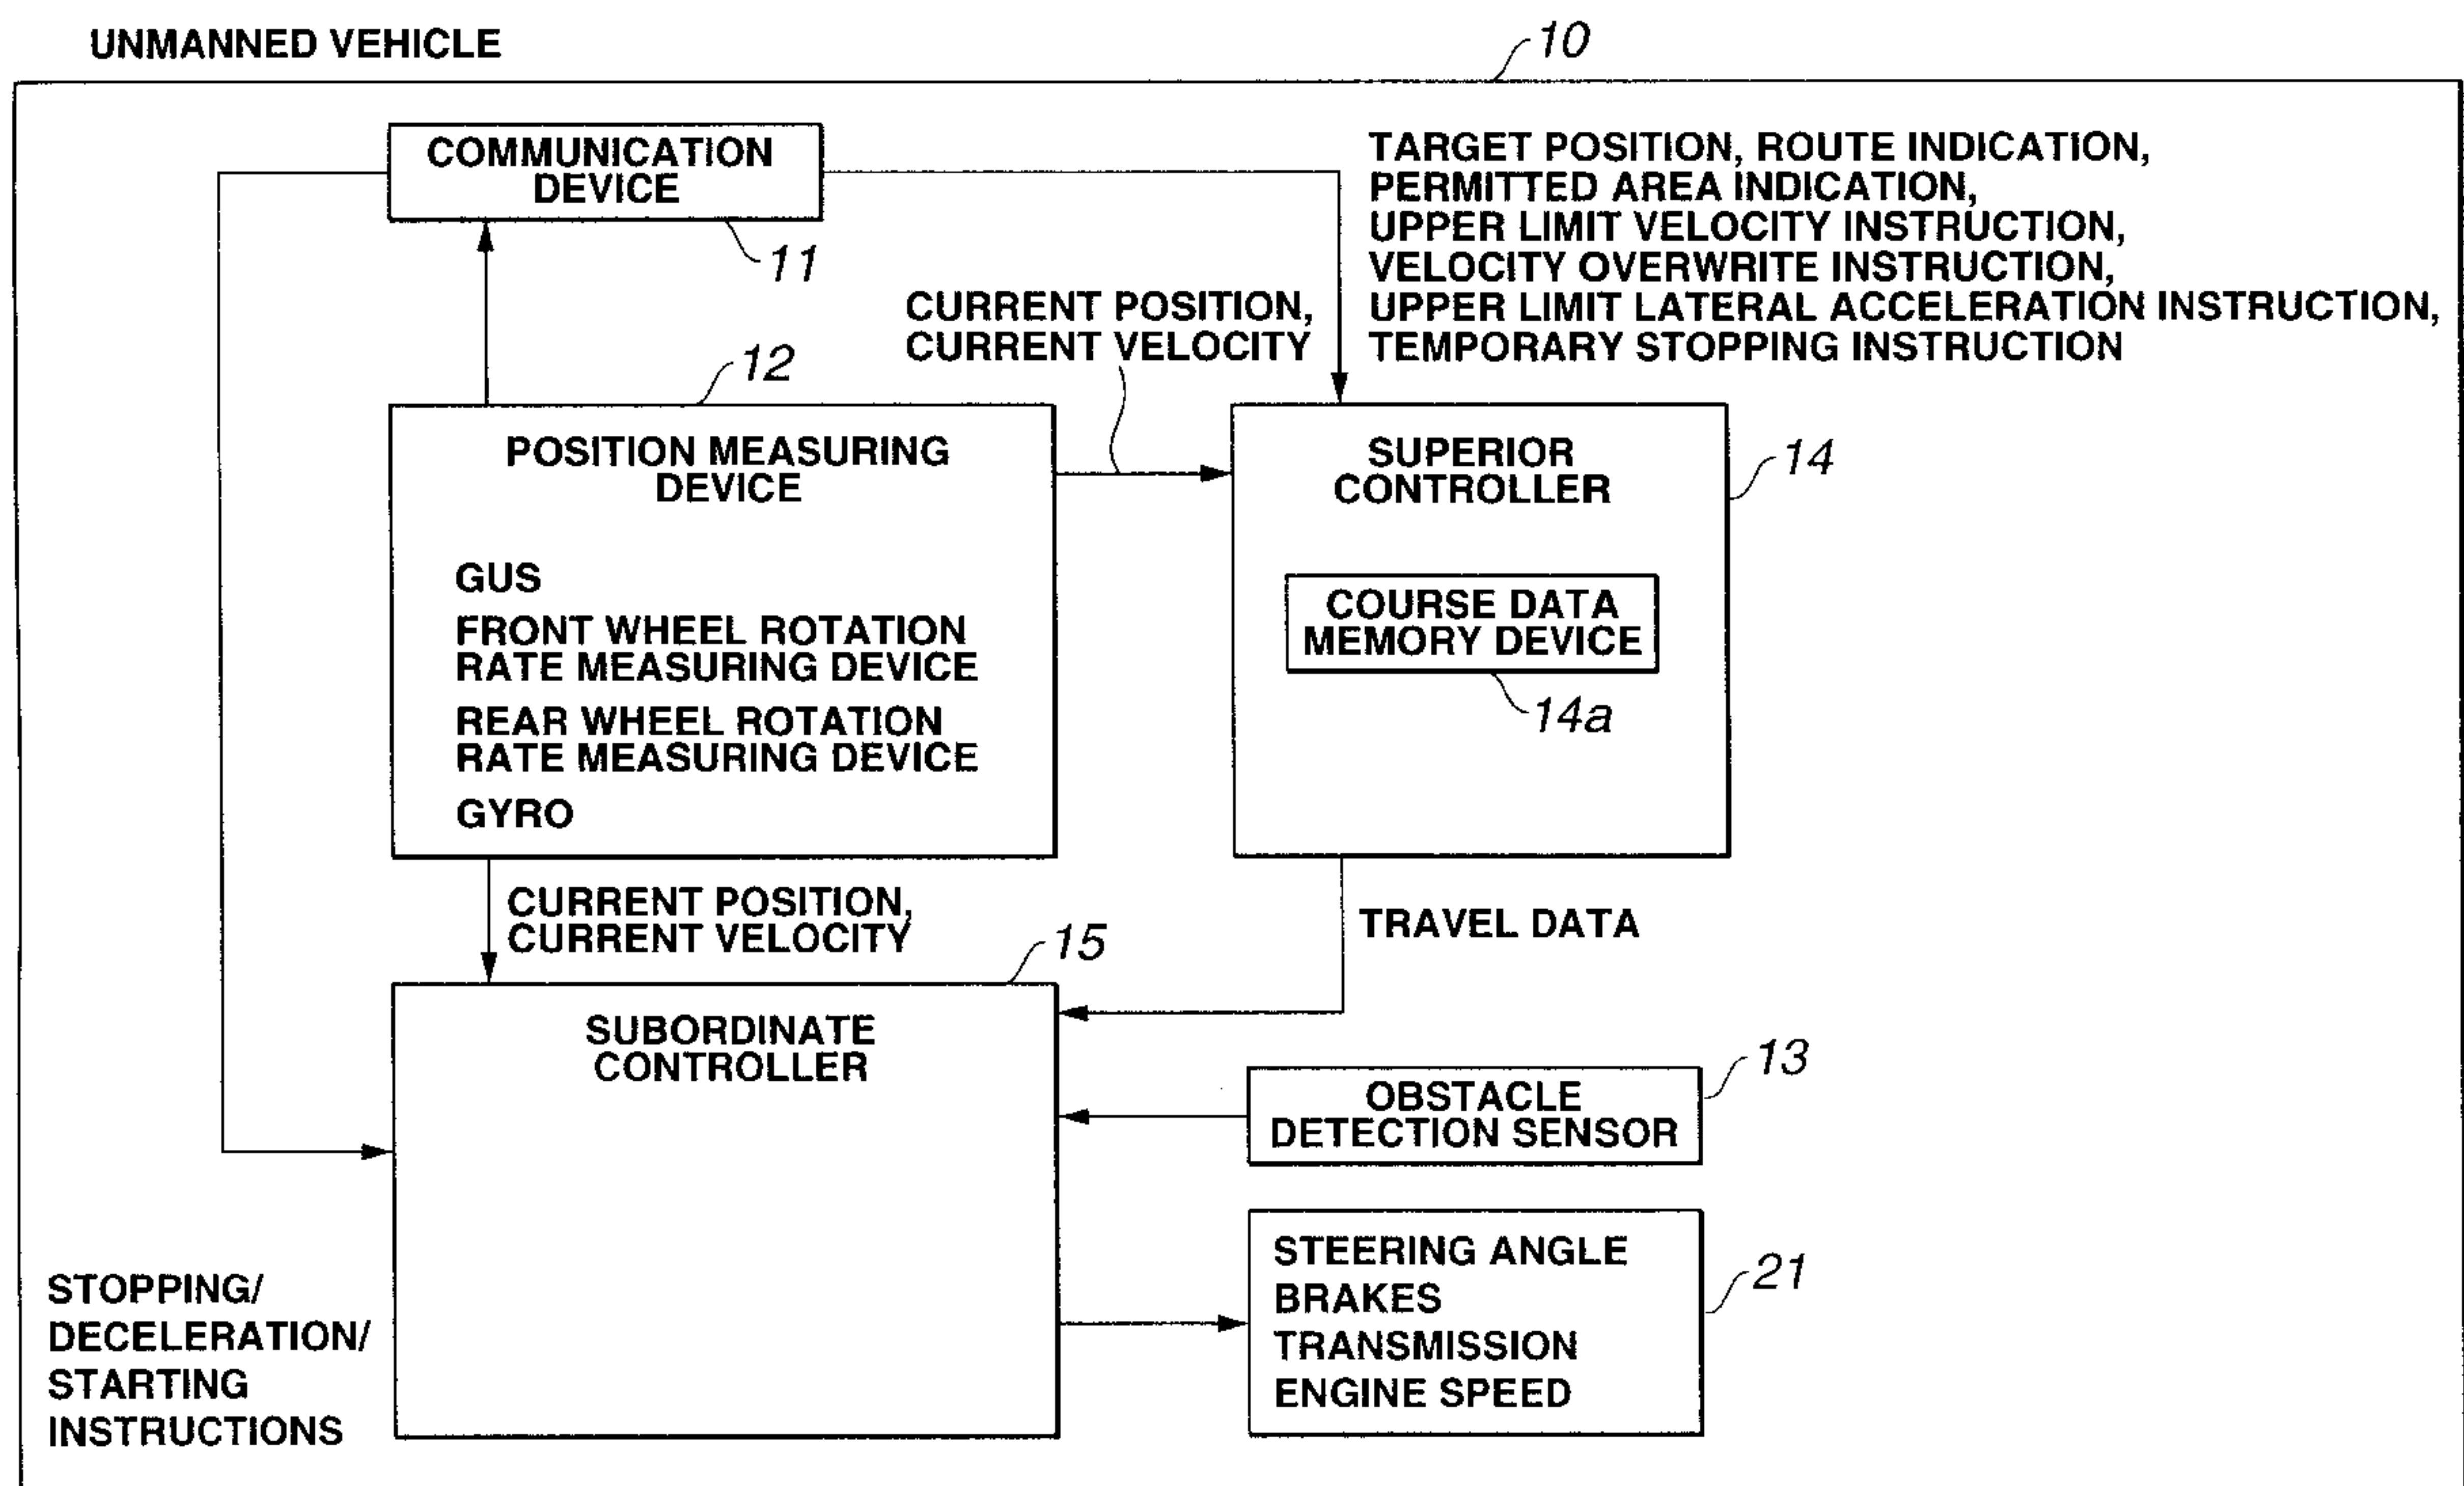 UNMANNED VEHICLE
10
COMMUNICATION
DEVICE
11
TARGET POSITION, ROUTE INDICATION,
PERMITTED AREA INDICATION,
UPPER LIMIT VELOCITY INSTRUCTION,
VELOCITY OVERWRITE INSTRUCTION,
UPPER LIMIT LATERAL ACCELERATION INSTRUCTION,
TEMPORARY STOPPING INSTRUCTION
CURRENT POSITION,
CURRENT VELOCITY
12
POSITION MEASURING
DEVICE
GUS
FRONT WHEEL ROTATION
RATE MEASURING DEVICE
REAR WHEEL ROTATION
RATE MEASURING DEVICE
GYRO
SUPERIOR
CONTROLLER
14
COURSE DATA
MEMORY DEVICE
14a
CURRENT POSITION,
CURRENT VELOCITY
TRAVEL DATA
15
SUBORDINATE
CONTROLLER
13
OBSTACLE
DETECTION SENSOR
STEERING ANGLE
BRAKES
TRANSMISSION
ENGINE SPEED
21
STOPPING/
DECELERATION/
STARTING
INSTRUCTIONS